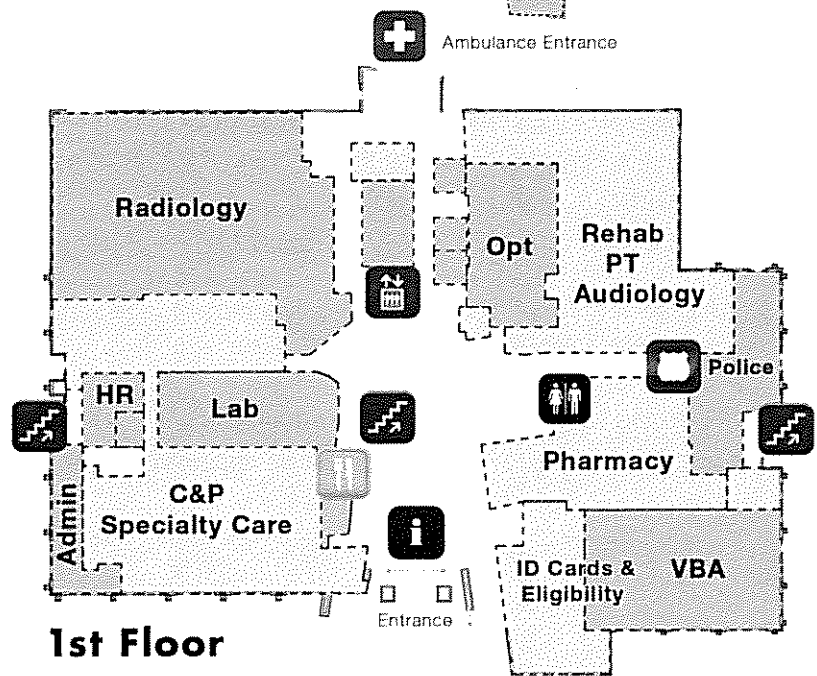 Ambulance Entrance
Radiology
Opt
Rehab
PT
Audiology
Police
HR
Lab
Pharmacy
C&P
Specialty Care
Admin
i
ID Cards &
Eligibility
VBA
Entrance
1st Floor